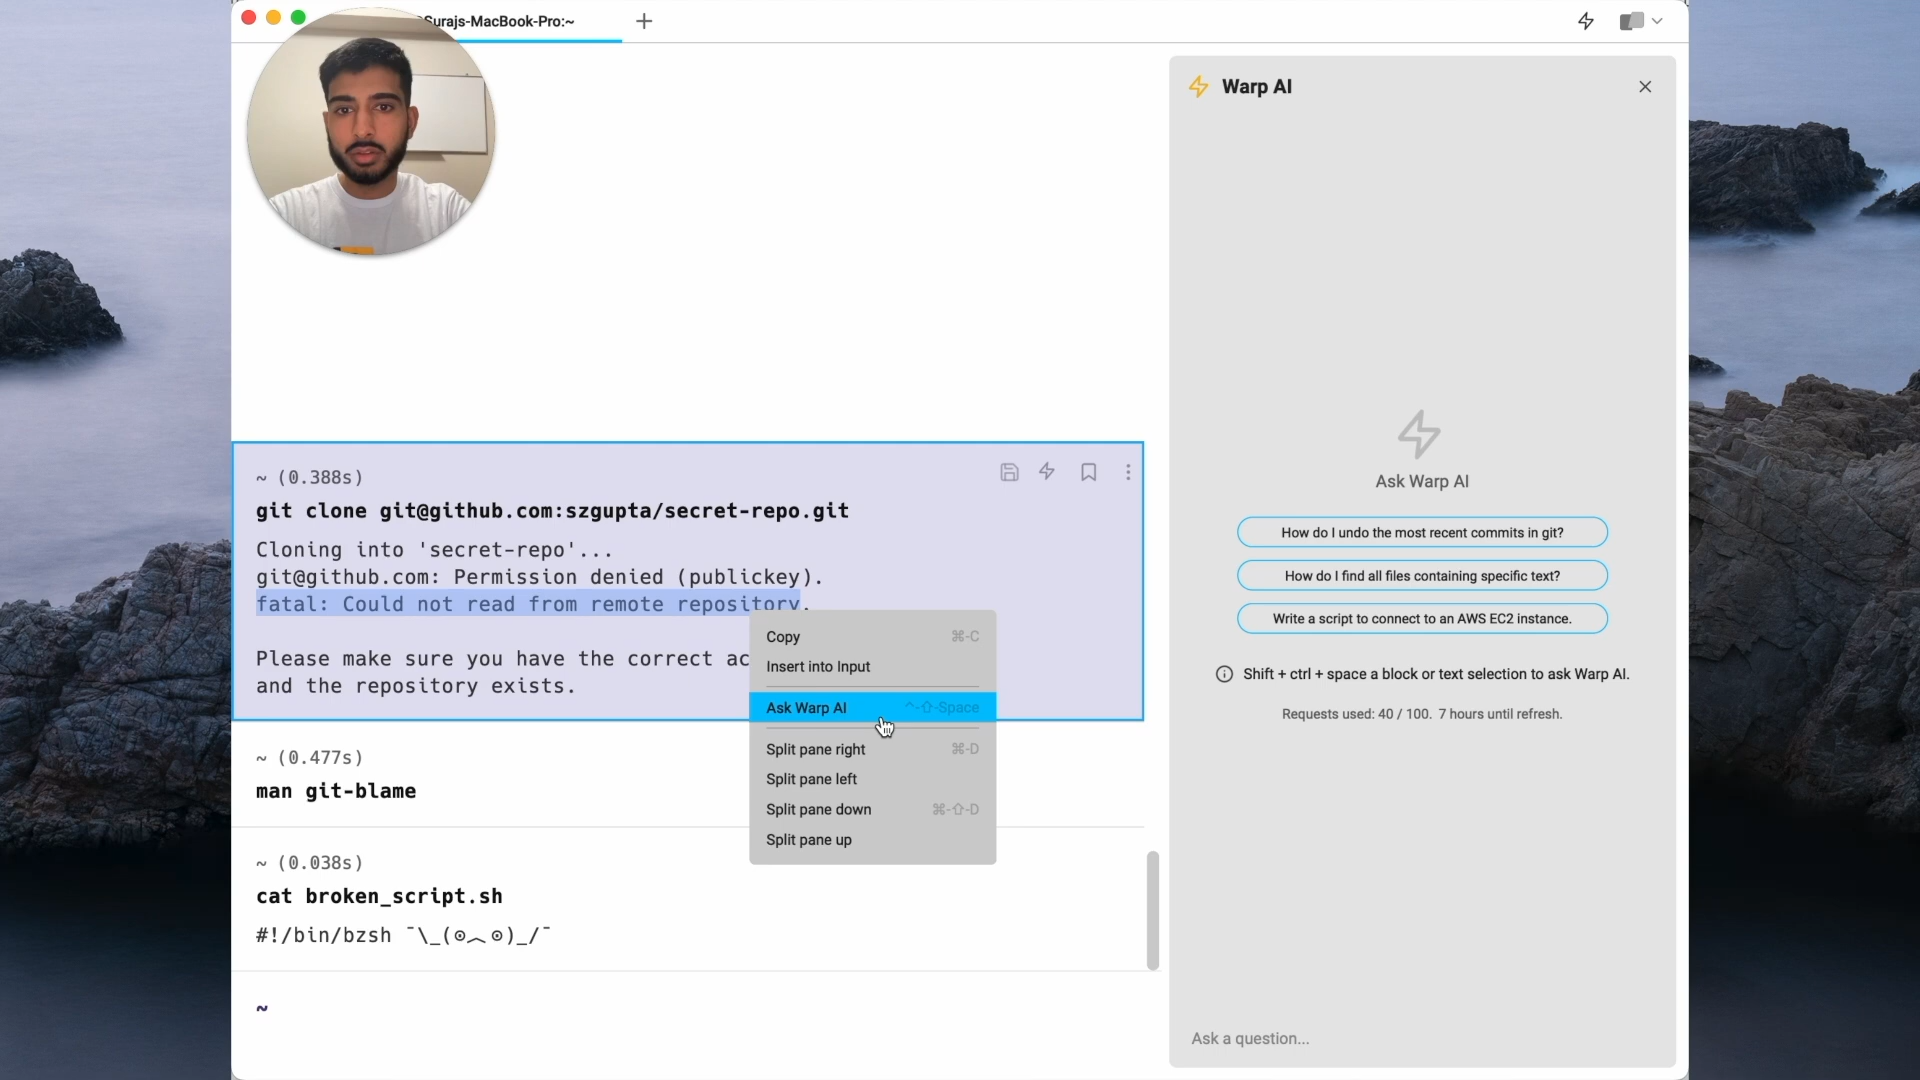 Surajs-MacBook-Pro:~
~ (0.388s)
git clone git@github.com:szgupta/secret-repo.git
Cloning into 'secret-repo'...
git@github.com: Permission denied (publickey).
fatal: Could not read from remote repository.
Please make sure you have the correct ac
and the repository exists.
Copy ⌘-C
Insert into Input
Ask Warp AI ^-⇧-Space
Split pane right ⌘-D
Split pane left
Split pane down ⌘-⇧-D
Split pane up
~ (0.477s)
man git-blame
~ (0.038s)
cat broken_script.sh
#!/bin/bzsh ¯\_(⊙︿⊙)_/¯
~
Warp AI
Ask Warp AI
How do I undo the most recent commits in git?
How do I find all files containing specific text?
Write a script to connect to an AWS EC2 instance.
Shift + ctrl + space a block or text selection to ask Warp AI.
Requests used: 40 / 100. 7 hours until refresh.
Ask a question...